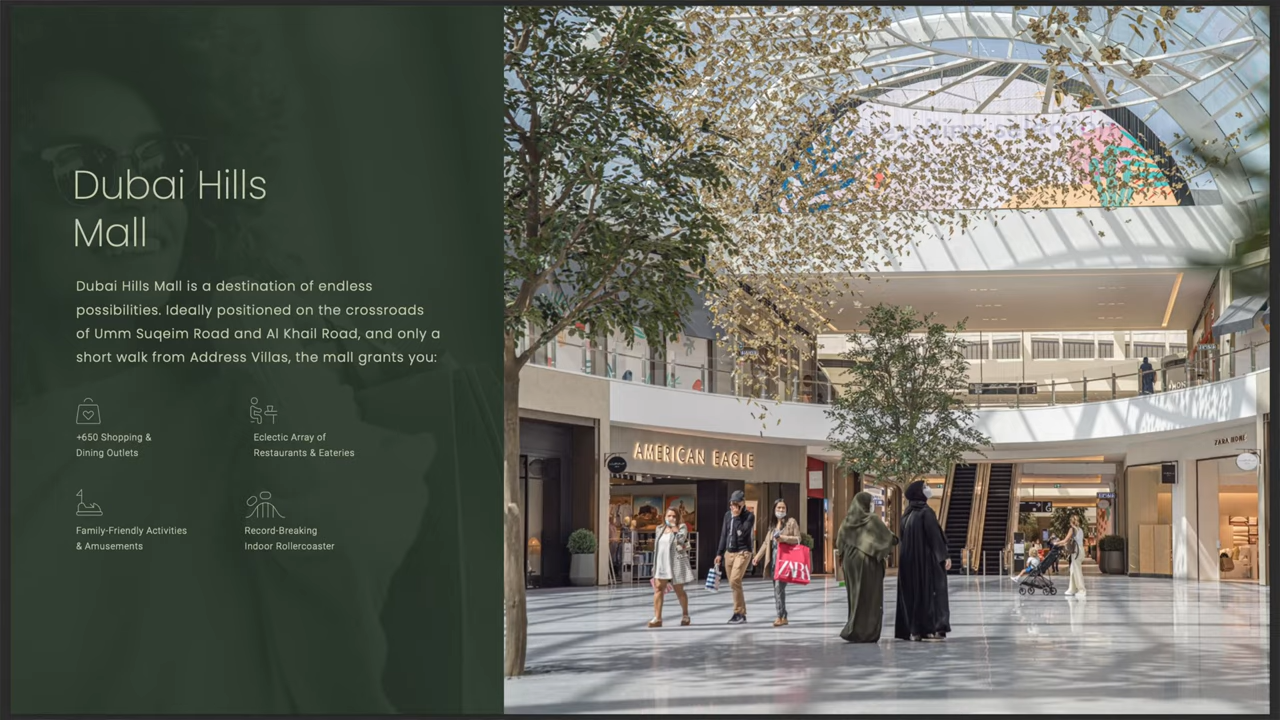 Dubai Hills
Mall
Dubai Hills Mall is a destination of endless
possibilities. Ideally positioned on the crossroads
of Umm Suqeim Road and Al Khail Road, and only a
short walk from Address Villas, the mall grants you:
+650 Shopping &
Dining Outlets
Eclectic Array of
Restaurants & Eateries
Family-Friendly Activities
& Amusements
Record-Breaking
Indoor Rollercoaster
AMERICAN EAGLE
ZARA HOME
ZARA